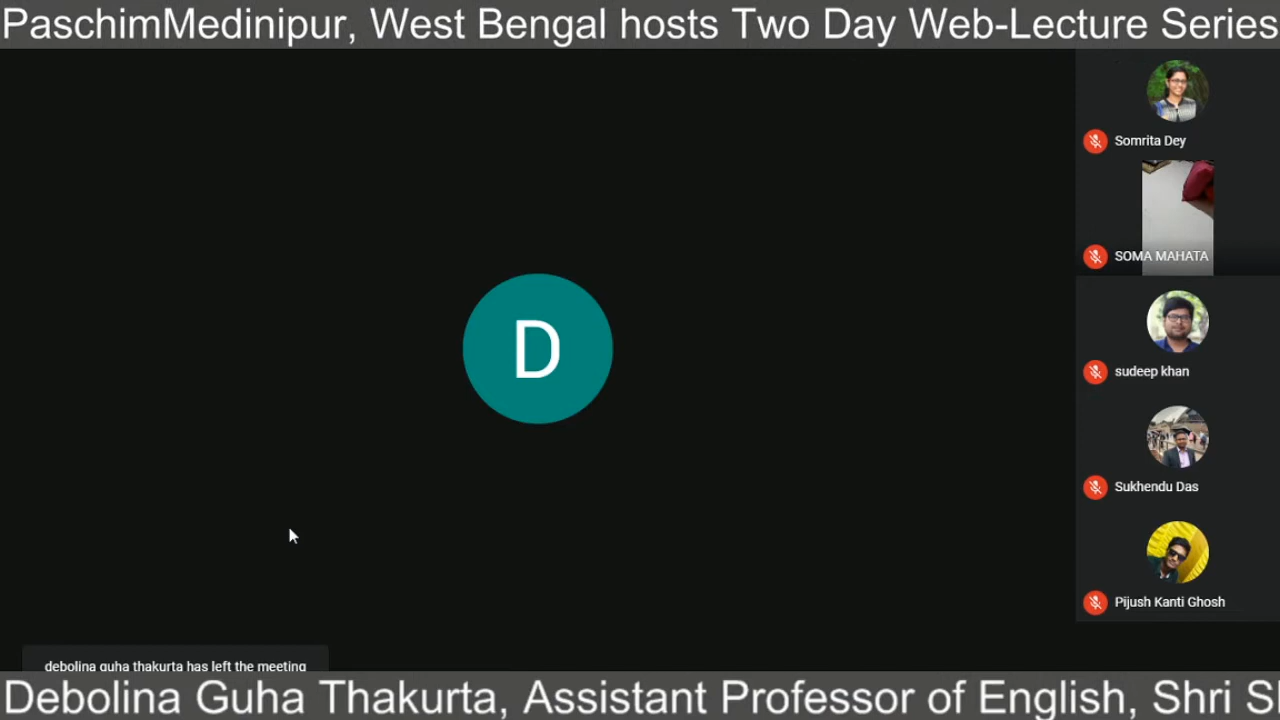 PaschimMedinipur, West Bengal hosts Two Day Web-Lecture Series
Somrita Dey
SOMA MAHATA
sudeep khan
D
Sukhendu Das
Pijush Kanti Ghosh
debolina guha thakurta has left the meeting
Debolina Guha Thakurta, Assistant Professor of English, Shri